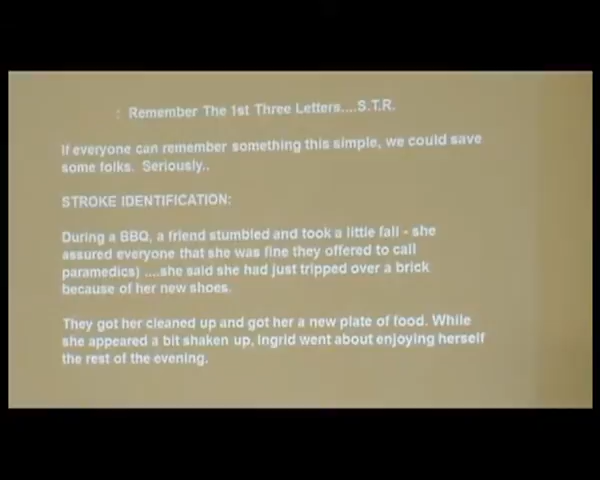 : Remember The 1st Three Letters....S.T.R.
If everyone can remember something this simple, we could save
some folks. Seriously..
STROKE IDENTIFICATION:
During a BBQ, a friend stumbled and took a little fall - she
assured everyone that she was fine they offered to call
paramedics) ....she said she had just tripped over a brick
because of her new shoes.
They got her cleaned up and got her a new plate of food. While
she appeared a bit shaken up, Ingrid went about enjoying herself
the rest of the evening.